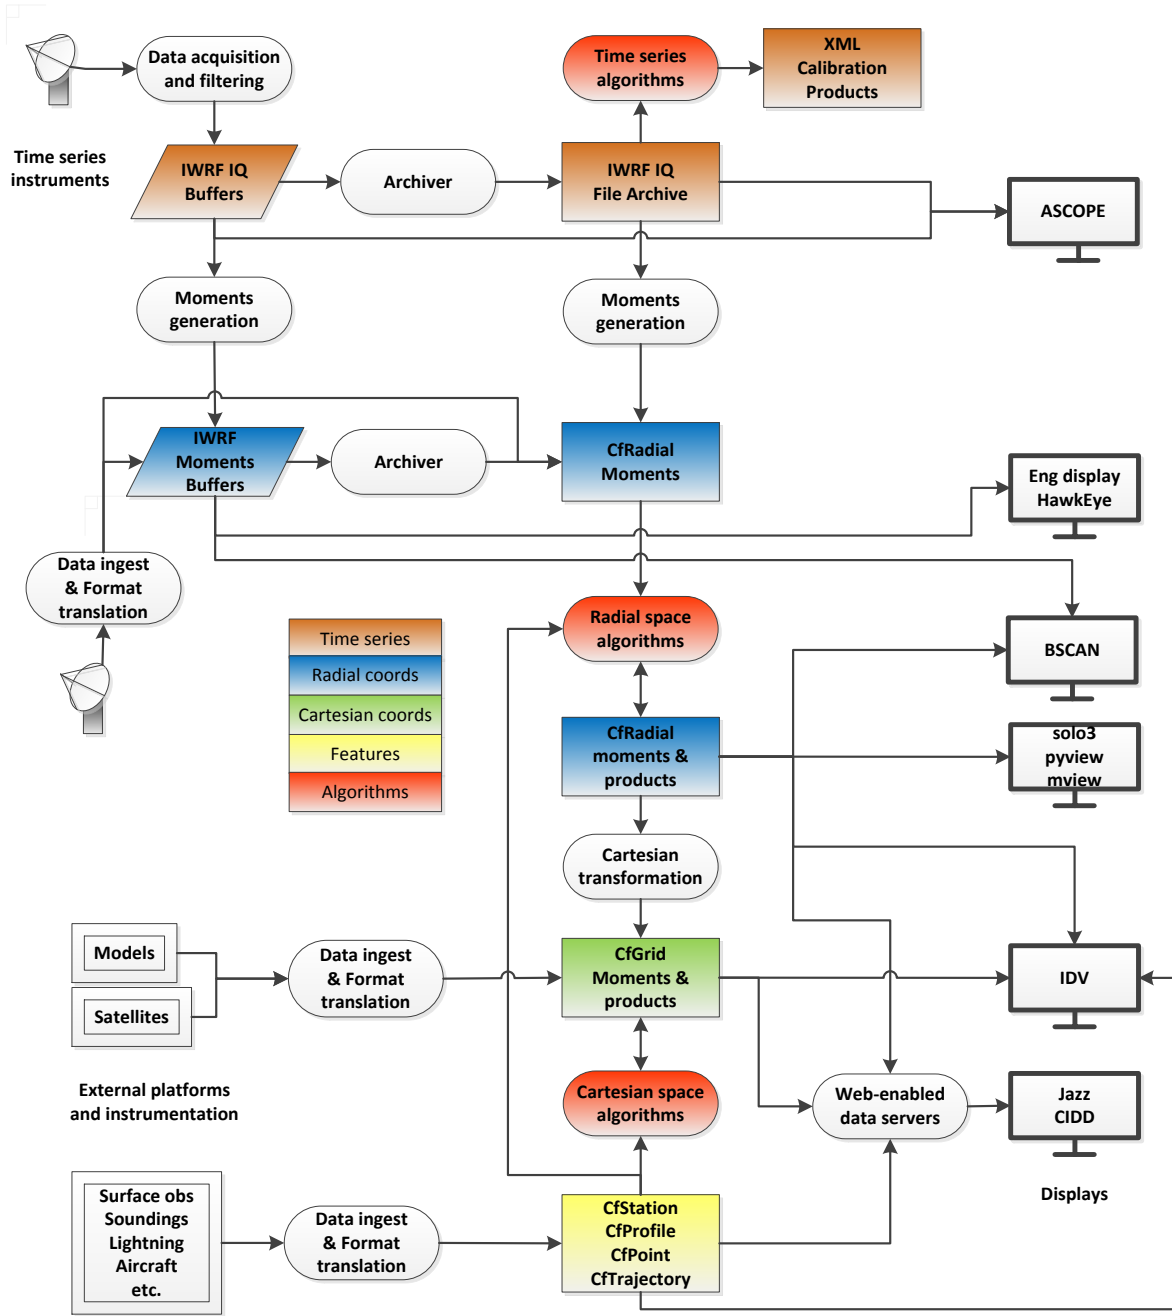 Data acquisition
and filtering
Time series
algorithms
XML
Calibration
Products
Time series
instruments
IWRF IQ
Buffers
Archiver
IWRF IQ
File Archive
ASCOPE
Moments
generation
Moments
generation
IWRF
Moments
Buffers
Archiver
CfRadial
Moments
Eng display
HawkEye
Data ingest
& Format
translation
Time series
Radial coords
Cartesian coords
Features
Algorithms
Radial space
algorithms
BSCAN
CfRadial
moments &
products
solo3
pyview
mview
Cartesian
transformation
Models
Satellites
Data ingest
& Format
translation
CfGrid
Moments &
products
IDV
External platforms
and instrumentation
Cartesian space
algorithms
Web-enabled
data servers
Jazz
CIDD
Displays
Surface obs
Soundings
Lightning
Aircraft
etc.
Data ingest
& Format
translation
CfStation
CfProfile
CfPoint
CfTrajectory